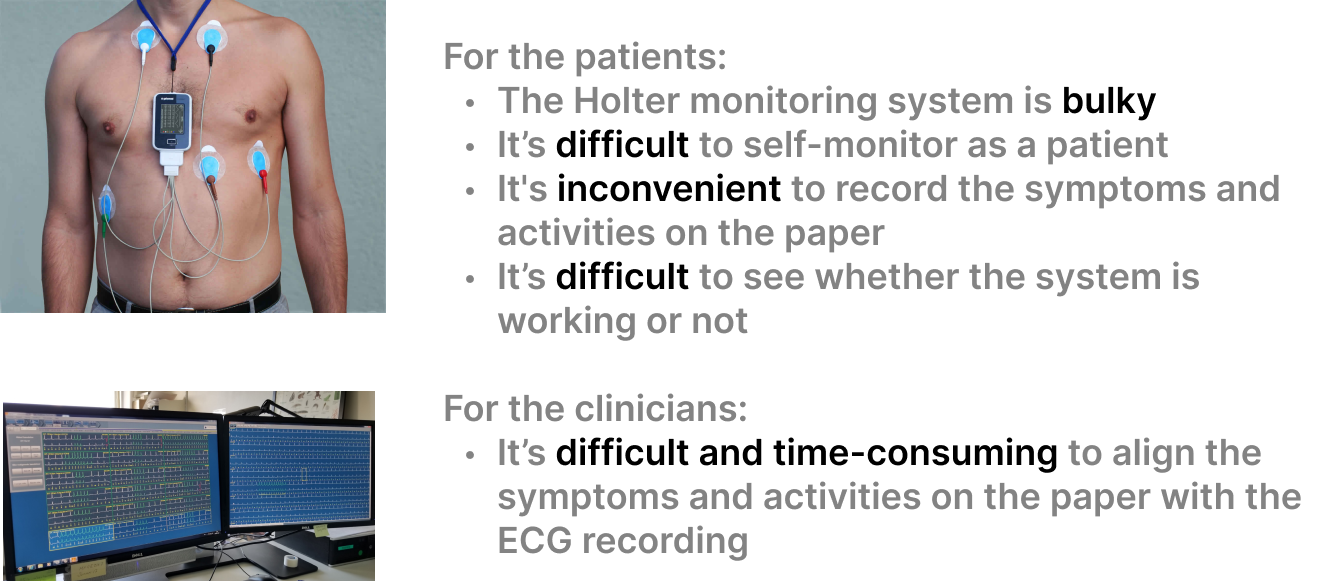 For the patients:
• The Holter monitoring system is bulky
• It’s difficult to self-monitor as a patient
• It's inconvenient to record the symptoms and
activities on the paper
• It’s difficult to see whether the system is
working or not
For the clinicians:
• It’s difficult and time-consuming to align the
symptoms and activities on the paper with the
ECG recording
DELL